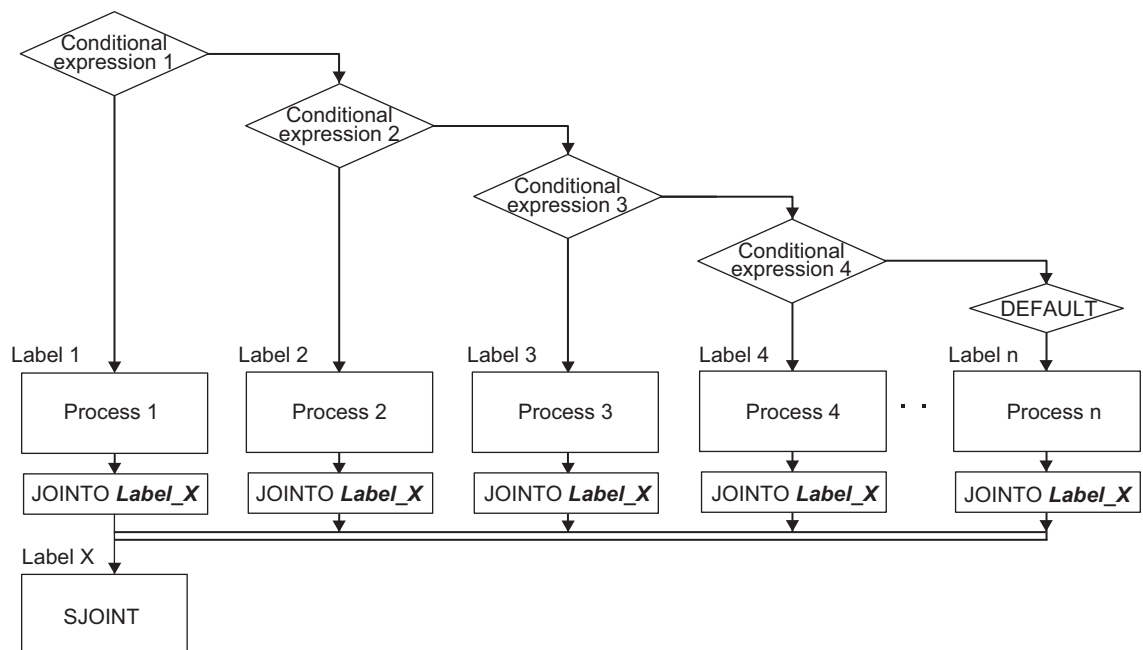 Conditional
expression 1
Conditional
expression 2
Conditional
expression 3
Conditional
expression 4
DEFAULT
Label 1
Label 2
Label 3
Label 4
Label n
Process 1
Process 2
Process 3
Process 4
. .
Process n
JOINTO Label_X
JOINTO Label_X
JOINTO Label_X
JOINTO Label_X
JOINTO Label_X
Label X
SJOINT